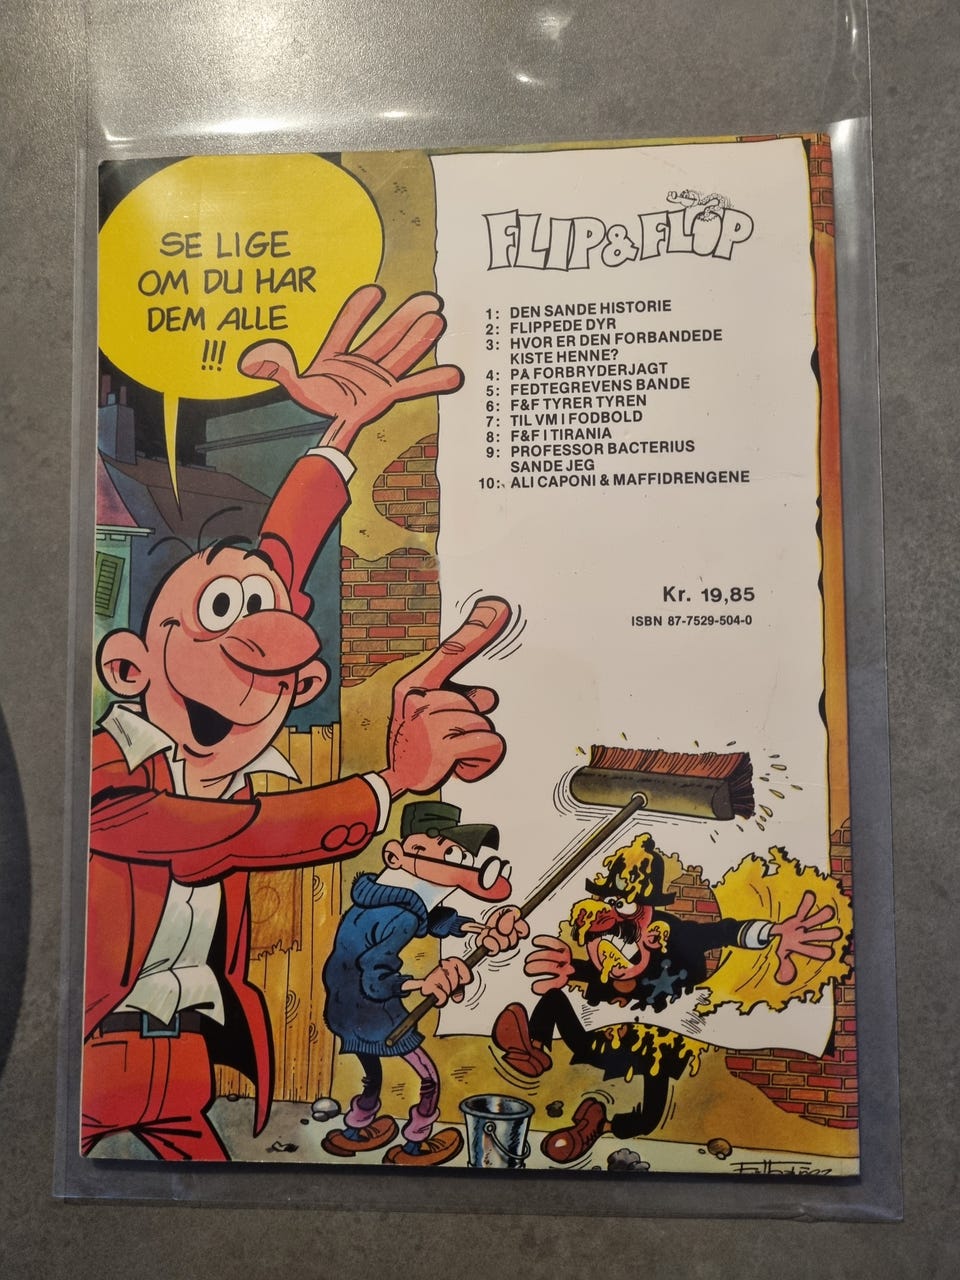 SE LIGE
OM DU HAR
DEM ALLE
!!!
FLIP & FLOP
1: DEN SANDE HISTORIE
2: FLIPPEDE DYR
3: HVOR ER DEN FORBANDEDE
KISTE HENNE?
4: PÅ FORBRYDERJAGT
5: FEDTEGREVENS BANDE
6: F&F TYRER TYREN
7: TIL VM I FODBOLD
8: F&F I TIRANIA
9: PROFESSOR BACTERIUS
SANDE JEG
10: ALI CAPONI & MAFFIDRENGENE
Kr. 19,85
ISBN 87-7529-504-0